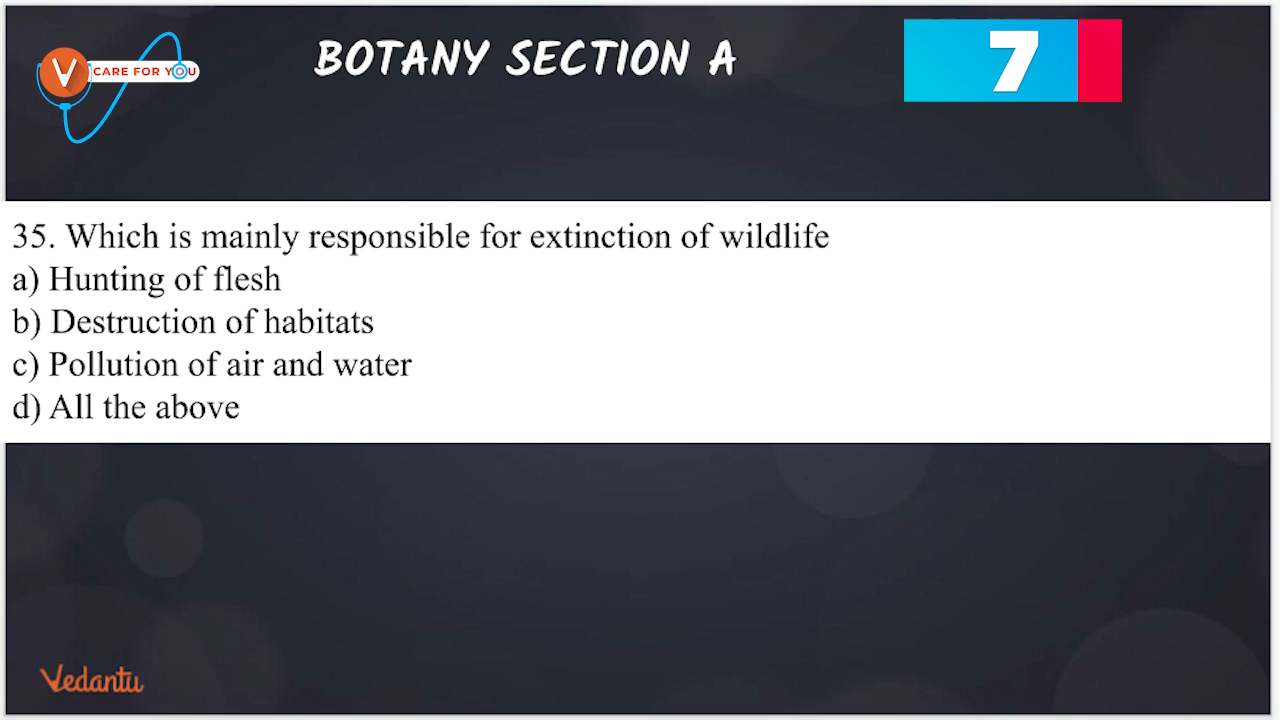 BOTANY SECTION A
7
V CARE FOR YOU
35. Which is mainly responsible for extinction of wildlife
a) Hunting of flesh
b) Destruction of habitats
c) Pollution of air and water
d) All the above
Vedantu